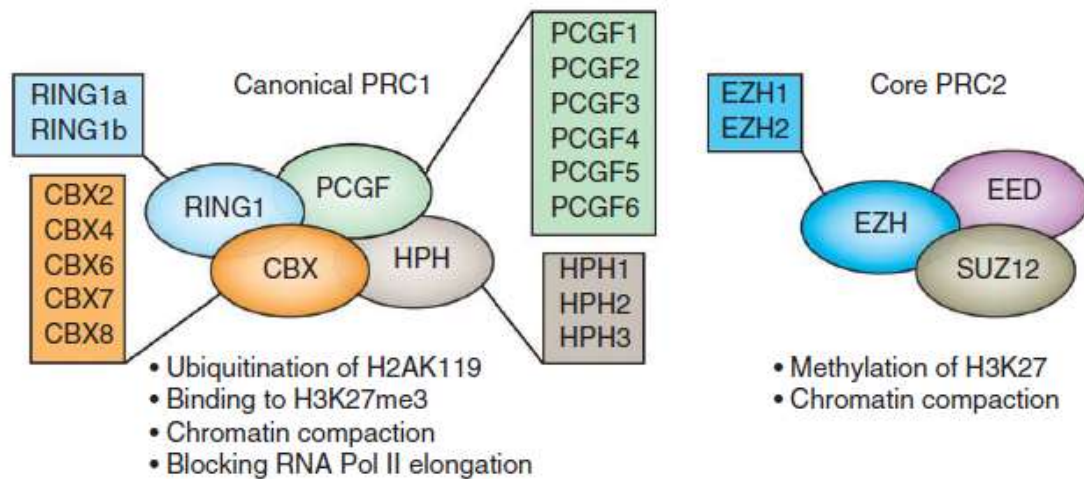 Canonical PRC1
RING1a
RING1b
RING1
PCGF
CBX
HPH
CBX2
CBX4
CBX6
CBX7
CBX8
PCGF1
PCGF2
PCGF3
PCGF4
PCGF5
PCGF6
HPH1
HPH2
HPH3
• Ubiquitination of H2AK119
• Binding to H3K27me3
• Chromatin compaction
• Blocking RNA Pol II elongation
Core PRC2
EZH1
EZH2
EZH
EED
SUZ12
• Methylation of H3K27
• Chromatin compaction